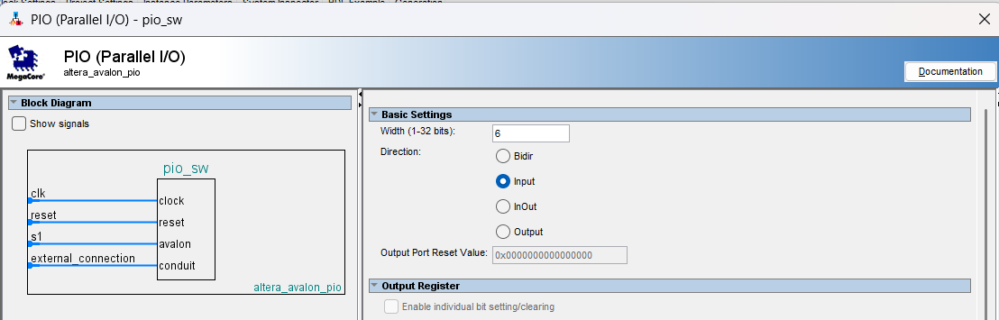 PIO (Parallel I/O) - pio_sw
PIO (Parallel I/O)
altera_avalon_pio
MegaCore®
Documentation
Block Diagram
Show signals
pio_sw
clk
clock
reset
reset
s1
avalon
external_connection
conduit
altera_avalon_pio
Basic Settings
Width (1-32 bits):
6
Direction:
Bidir
Input
InOut
Output
Output Port Reset Value:
0x0000000000000000
Output Register
Enable individual bit setting/clearing